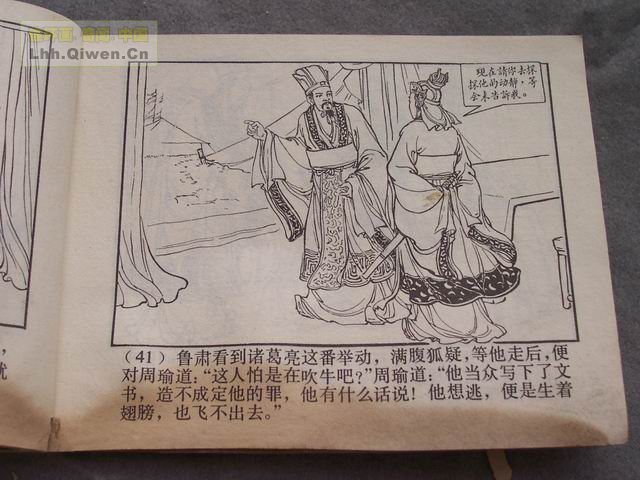 Lhh.Qiwen.Cn
现在請你去探
探他的动靜，等
会来告訴我。
（41） 鲁肃看到诸葛亮这番举动，满腹狐疑，等他走后，便
对周瑜道：“这人怕是在吹牛吧？”周瑜道：“他当众写下了文
书，造不成定他的罪，他有什么话说！他想逃，便是生着
翅膀，也飞不出去。”